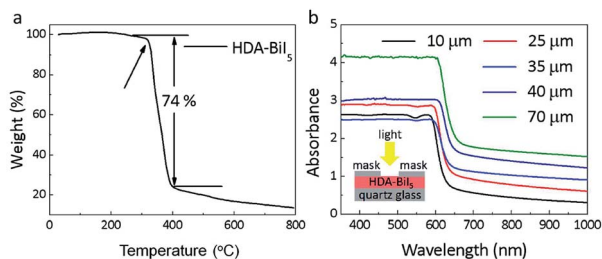 a
100
80
60
40
20
0
200
400
600
800
Weight (%)
Temperature (°C)
HDA-BiI₅
74 %
b
5
4
3
2
1
0
400
500
600
700
800
900
1000
Absorbance
Wavelength (nm)
10 μm
25 μm
35 μm
40 μm
70 μm
light
mask
mask
HDA-BiI₅
quartz glass